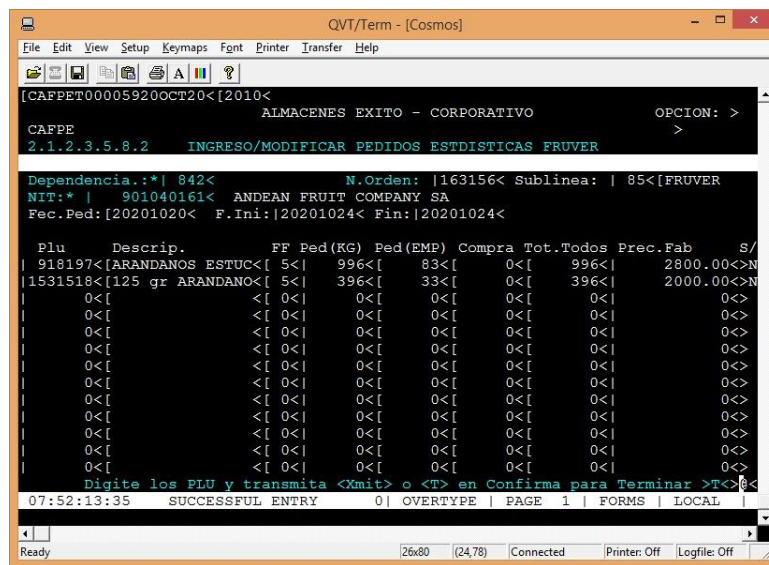 QVT/Term - [Cosmos]
File Edit View Setup Keymaps Font Printer Transfer Help
[CAFPET00005920OCT20<[2010<
ALMACENES EXITO - CORPORATIVO OPCION: >
CAFPE >
2.1.2.3.5.8.2 INGRESO/MODIFICAR PEDIDOS ESTDISTICAS FRUVER
Dependencia.:*| 842< N.Orden: |163156< Sublinea: | 85<[FRUVER
NIT:* | 901040161< ANDEAN FRUIT COMPANY SA
Fec.Ped:[20201020< F.Ini:|20201024< Fin:|20201024<
Plu Descrip. FF Ped(KG) Ped(EMP) Compra Tot.Todos Prec.Fab S/
| 918197<[ARANDANOS ESTUC<[ 5<| 996<[ 83<[ 0<[ 996<| 2800.00<>N
|1531518<[125 gr ARANDANO<[ 5<| 396<[ 33<[ 0<[ 396<| 2000.00<>N
| 0<[ <[ 0<| 0<[ 0<[ 0<[ 0<| 0<>
| 0<[ <[ 0<| 0<[ 0<[ 0<[ 0<| 0<>
| 0<[ <[ 0<| 0<[ 0<[ 0<[ 0<| 0<>
| 0<[ <[ 0<| 0<[ 0<[ 0<[ 0<| 0<>
| 0<[ <[ 0<| 0<[ 0<[ 0<[ 0<| 0<>
| 0<[ <[ 0<| 0<[ 0<[ 0<[ 0<| 0<>
| 0<[ <[ 0<| 0<[ 0<[ 0<[ 0<| 0<>
| 0<[ <[ 0<| 0<[ 0<[ 0<[ 0<| 0<>
| 0<[ <[ 0<| 0<[ 0<[ 0<[ 0<| 0<>
| 0<[ <[ 0<| 0<[ 0<[ 0<[ 0<| 0<>
Digite los PLU y transmita <Xmit> o <T> en Confirma para Terminar >T<>@<
07:52:13:35 SUCCESSFUL ENTRY 0| OVERTYPE | PAGE 1 | FORMS | LOCAL |
Ready 26x80 (24,78) Connected Printer: Off Logfile: Off